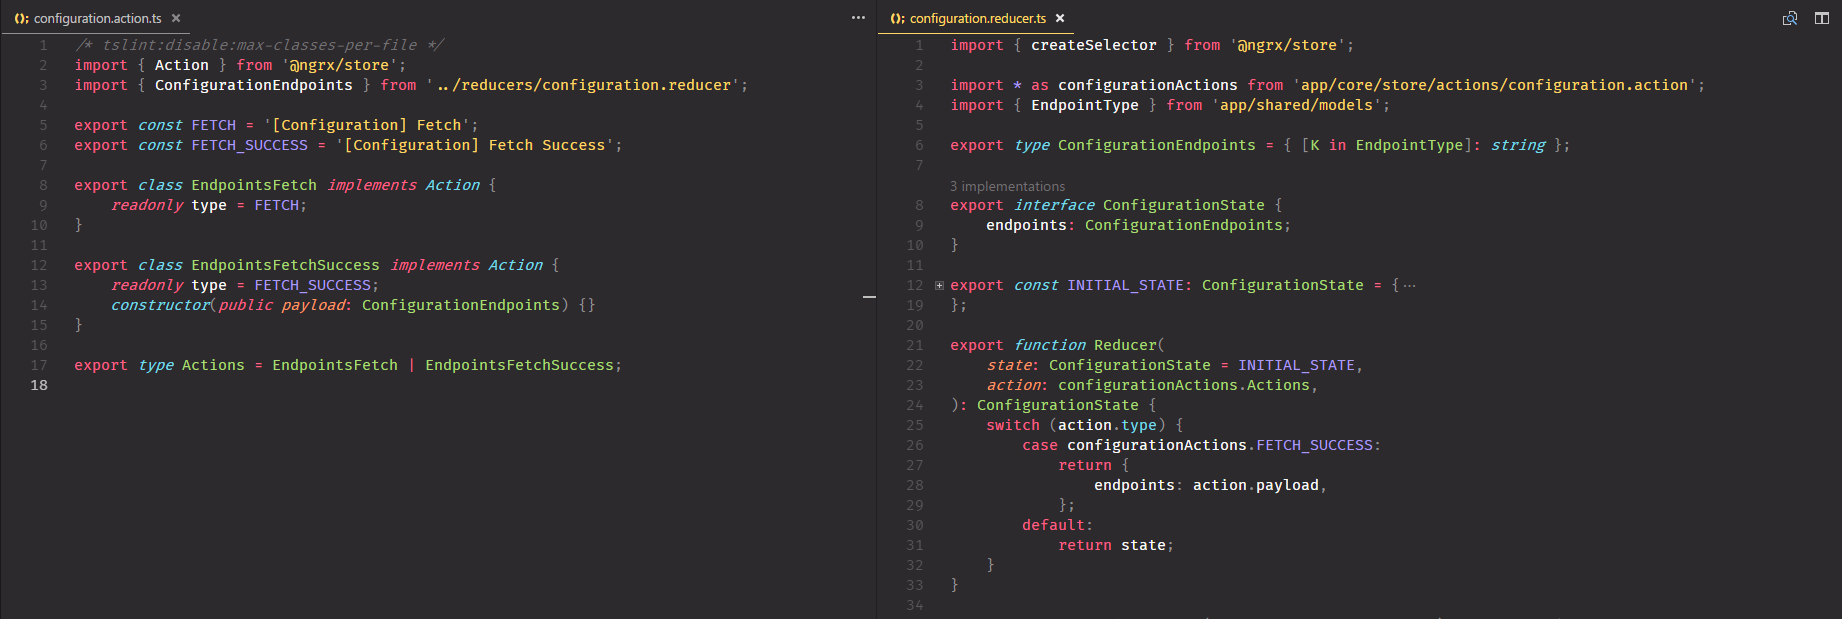 configuration.action.ts
1 /* tslint:disable:max-classes-per-file */
2 import { Action } from '@ngrx/store';
3 import { ConfigurationEndpoints } from '../reducers/configuration.reducer';
4
5 export const FETCH = '[Configuration] Fetch';
6 export const FETCH_SUCCESS = '[Configuration] Fetch Success';
7
8 export class EndpointsFetch implements Action {
9     readonly type = FETCH;
10 }
11
12 export class EndpointsFetchSuccess implements Action {
13     readonly type = FETCH_SUCCESS;
14     constructor(public payload: ConfigurationEndpoints) {}
15 }
16
17 export type Actions = EndpointsFetch | EndpointsFetchSuccess;
18
configuration.reducer.ts
1 import { createSelector } from '@ngrx/store';
2
3 import * as configurationActions from 'app/core/store/actions/configuration.action';
4 import { EndpointType } from 'app/shared/models';
5
6 export type ConfigurationEndpoints = { [K in EndpointType]: string };
7
3 implementations
8 export interface ConfigurationState {
9     endpoints: ConfigurationEndpoints;
10 }
11
12 export const INITIAL_STATE: ConfigurationState = {···
19 };
20
21 export function Reducer(
22     state: ConfigurationState = INITIAL_STATE,
23     action: configurationActions.Actions,
24 ): ConfigurationState {
25     switch (action.type) {
26         case configurationActions.FETCH_SUCCESS:
27             return {
28                 endpoints: action.payload,
29             };
30         default:
31             return state;
32     }
33 }
34